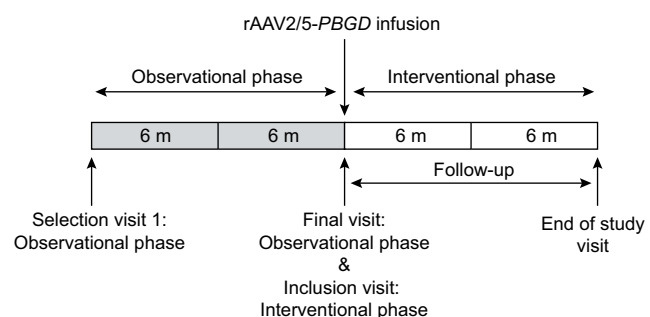 rAAV2/5-PBGD infusion
Observational phase
Interventional phase
6 m
6 m
6 m
6 m
Follow-up
Selection visit 1:
Observational phase
Final visit:
Observational phase
&
Inclusion visit:
Interventional phase
End of study
visit